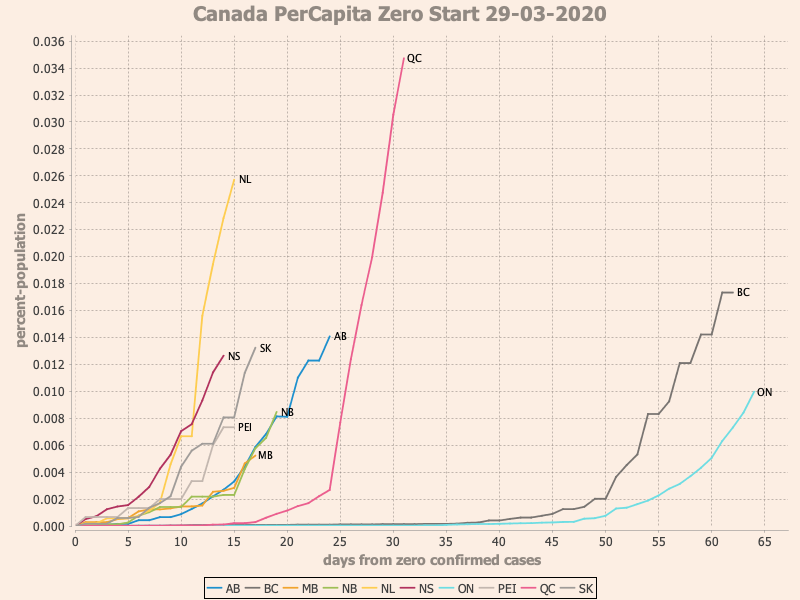 Canada PerCapita Zero Start 29-03-2020
percent-population
0.036
0.034
0.032
0.030
0.028
0.026
0.024
0.022
0.020
0.018
0.016
0.014
0.012
0.010
0.008
0.006
0.004
0.002
0.000
QC
NL
BC
AB
SK
NS
ON
NB
PEI
MB
0 5 10 15 20 25 30 35 40 45 50 55 60 65
days from zero confirmed cases
AB BC MB NB NL NS ON PEI QC SK